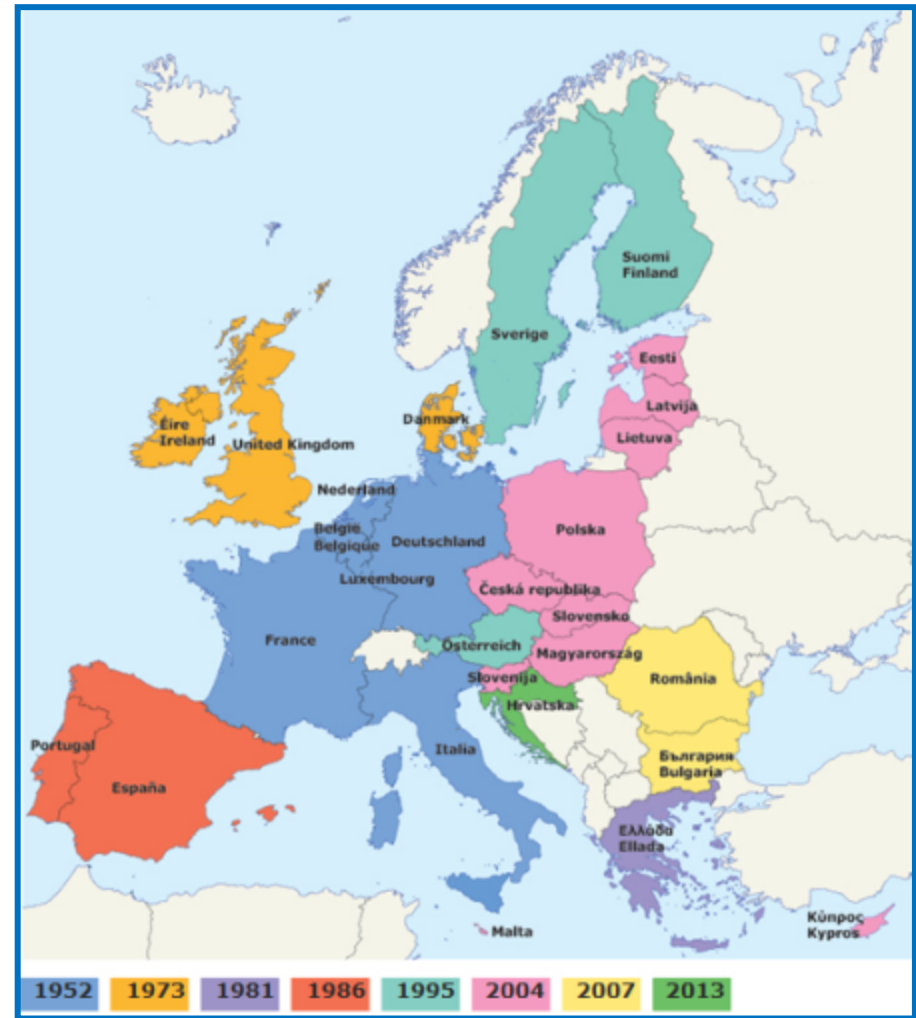 Suomi
Finland
Sverige
Eesti
Latvija
Lietuva
Danmark
Éire
Ireland
United Kingdom
Nederland
België
Belgique
Deutschland
Polska
Luxembourg
Česká republika
Slovensko
France
Österreich
Magyarország
Slovenija
România
Hrvatska
Portugal
Italia
България
Bulgaria
España
Ελλάδα
Ellada
Κύπρος
Kypros
Malta
1952 1973 1981 1986 1995 2004 2007 2013